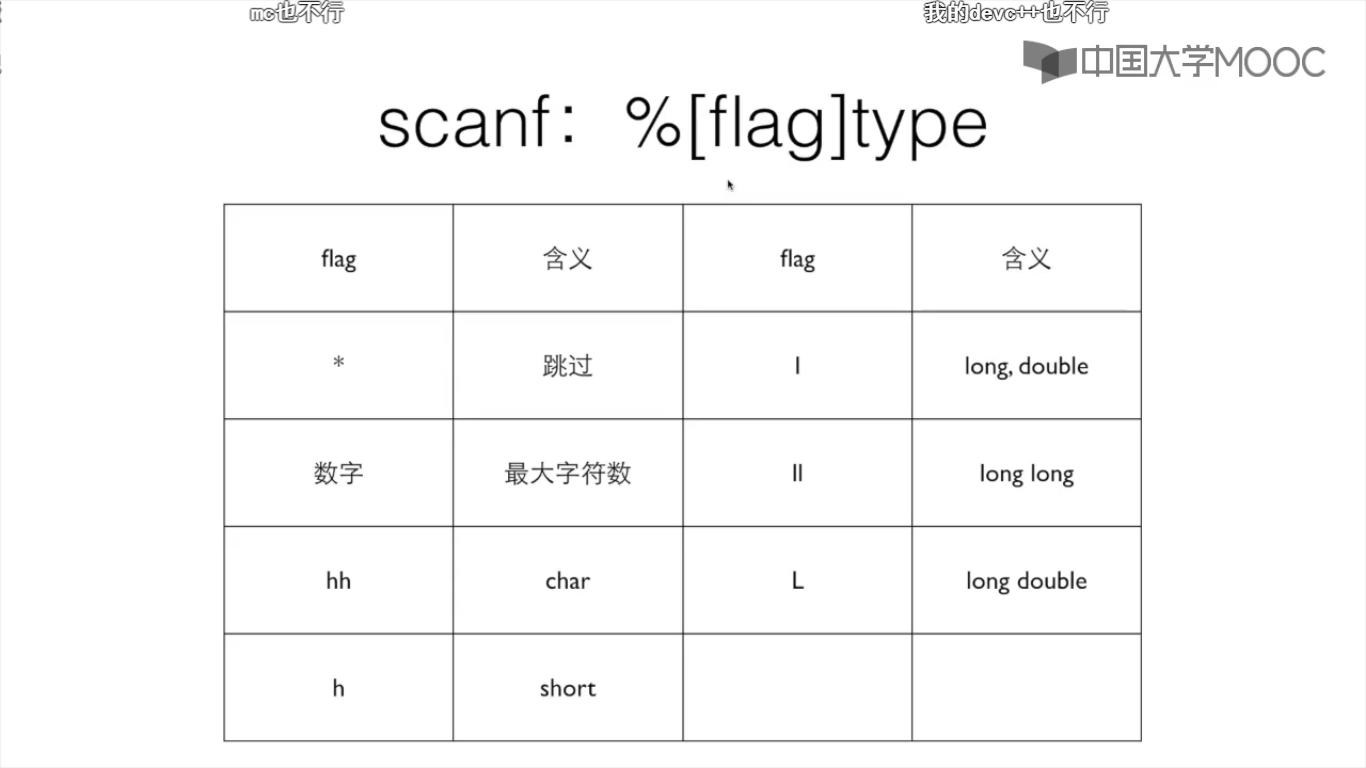 mc也不行
我的devc++也不行
中国大学MOOC
scanf：%[flag]type
flag 含义 flag 含义
* 跳过 l long, double
数字 最大字符数 ll long long
hh char L long double
h short